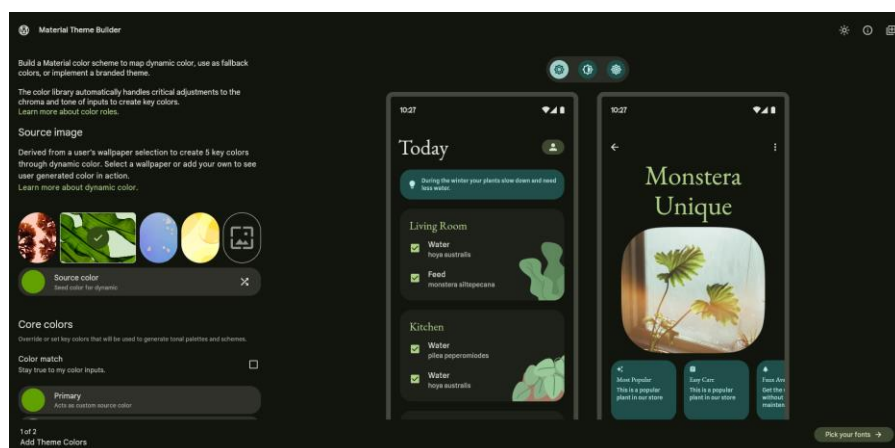 Material Theme Builder
Build a Material color scheme to map dynamic color, use as fallback
colors, or implement a branded theme.
The color library automatically handles critical adjustments to the
chroma and tone of inputs to create key colors.
Learn more about color roles.
Source image
Derived from a user's wallpaper selection to create 5 key colors
through dynamic color. Select a wallpaper or add your own to see
user generated color in action.
Learn more about dynamic color.
Source color
Seed color for dynamic
Core colors
Override or set key colors that will be used to generate tonal palettes and schemes.
Color match
Stay true to my color inputs.
Primary
Acts as custom source color
1 of 2
Add Theme Colors
10:27
Today
During the winter your plants slow down and need
less water.
Living Room
Water
hoya australis
Feed
monstera siltepecana
Kitchen
Water
pilea peperomiodes
Water
hoya australis
10:27
Monstera
Unique
Most Popular
This is a popular
plant in our store
Easy Care
This is a popular
plant in our store
Faux Ava
Get the
without
mainten
Pick your fonts →